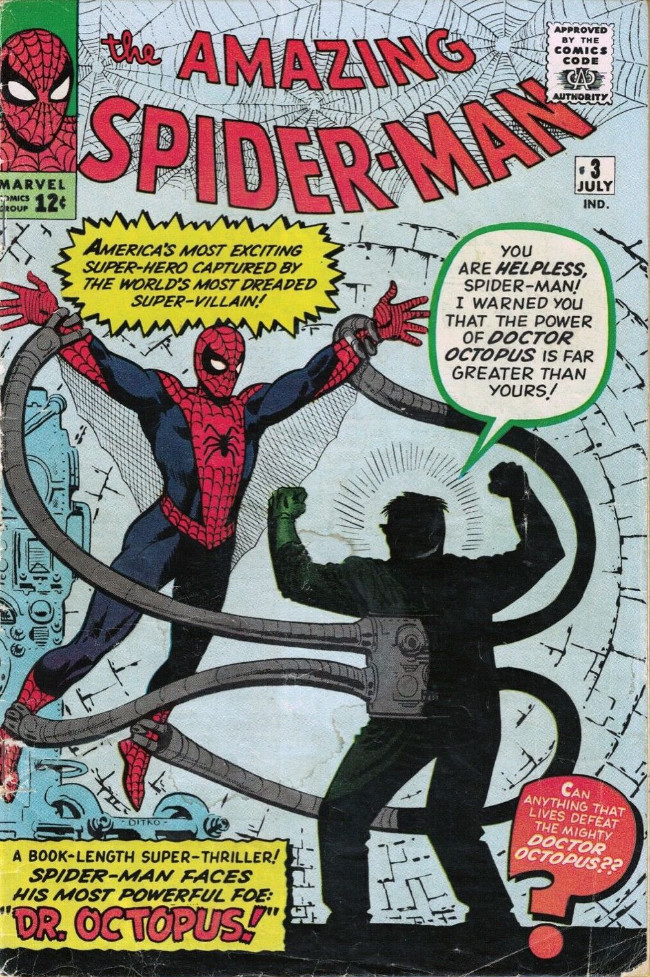 the AMAZING
SPIDER-MAN
APPROVED
BY THE
COMICS
CODE
CA
AUTHORITY
MARVEL
COMICS
GROUP 12¢
3
JULY
IND.
AMERICA'S MOST EXCITING
SUPER-HERO CAPTURED BY
THE WORLD'S MOST DREADED
SUPER-VILLAIN!
YOU
ARE HELPLESS,
SPIDER-MAN!
I WARNED YOU
THAT THE POWER
OF DOCTOR
OCTOPUS IS FAR
GREATER THAN
YOURS!
-DITKO-
CAN
ANYTHING THAT
LIVES DEFEAT
THE MIGHTY
DOCTOR
OCTOPUS??
?
A BOOK-LENGTH SUPER-THRILLER!
SPIDER-MAN FACES
HIS MOST POWERFUL FOE:
"DR. OCTOPUS!"